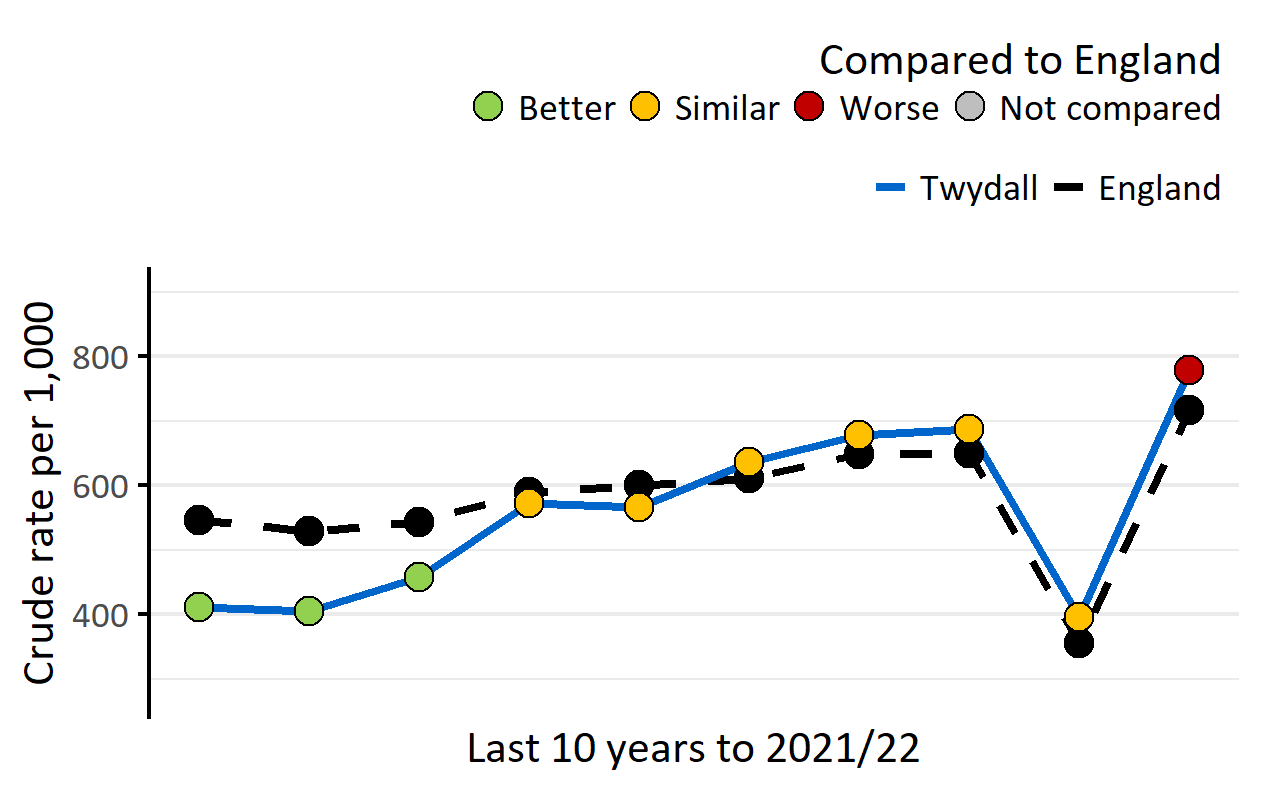 Compared to England
Better Similar Worse Not compared
Twydall England
Crude rate per 1,000
800
600
400
Last 10 years to 2021/22